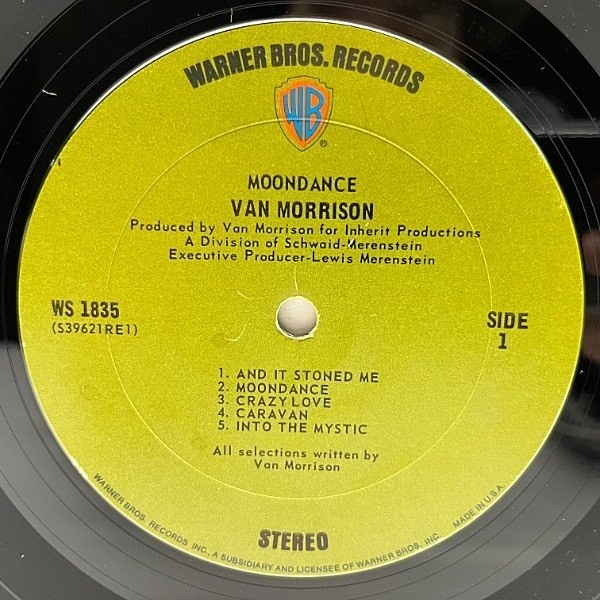 WARNER BROS. RECORDS
WB
®
MOONDANCE
VAN MORRISON
Produced by Van Morrison for Inherit Productions
A Division of Schwaid-Merenstein
Executive Producer-Lewis Merenstein
WS 1835
(S39621RE1)
SIDE
1
1. AND IT STONED ME
2. MOONDANCE
3. CRAZY LOVE
4. CARAVAN
5. INTO THE MYSTIC
All selections written by
Van Morrison
STEREO
WARNER BROS. RECORDS INC. A SUBSIDIARY AND LICENSEE OF WARNER BROS. INC. MADE IN U.S.A.